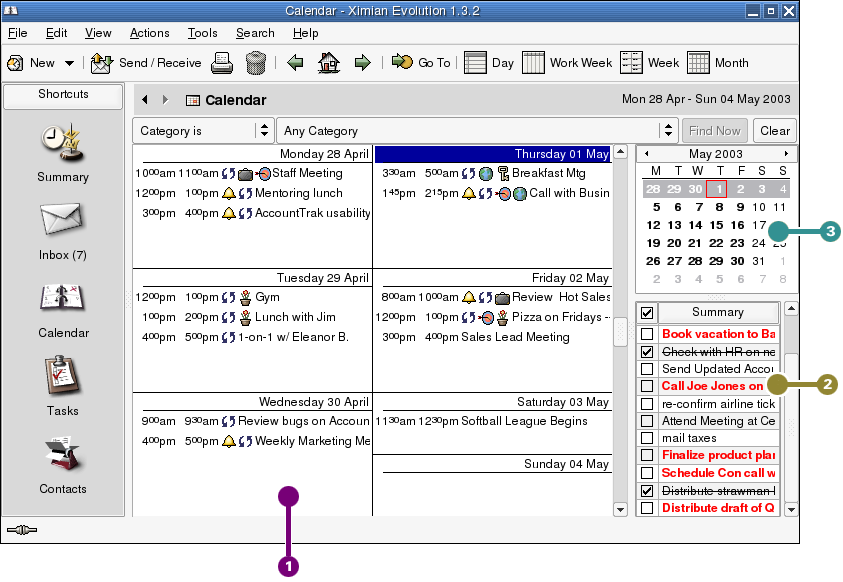 Calendar - Ximian Evolution 1.3.2
File Edit View Actions Tools Search Help
New Send / Receive Go To Day Work Week Week Month
Shortcuts
Summary
Inbox (7)
Calendar
Tasks
Contacts
Calendar Mon 28 Apr - Sun 04 May 2003
Category is Any Category Find Now Clear
Monday 28 April
10 00am 11 00am Staff Meeting
12 00pm 1 00pm Mentoring lunch
3 00pm 4 00pm AccountTrak usability
Tuesday 29 April
12 00pm 1 00pm Gym
1 00pm 2 00pm Lunch with Jim
4 00pm 5 00pm 1-on-1 w/ Eleanor B.
Wednesday 30 April
9 00am 9 30am Review bugs on Accoun
4 00pm 5 00pm Weekly Marketing Me
Thursday 01 May
3 30am 5 00am Breakfast Mtg
1 45pm 2 15pm Call with Busin
Friday 02 May
8 00am 10 00am Review Hot Sales
12 00pm 1 00pm Pizza on Fridays --
3 00pm 4 00pm Sales Lead Meeting
Saturday 03 May
11 30am 12 30pm Softball League Begins
Sunday 04 May
May 2003
M T W T F S S
28 29 30 1 2 3 4
5 6 7 8 9 10 11
12 13 14 15 16 17
19 20 21 22 23 24 25
26 27 28 29 30 31 1
2 3 4 5 6 7 8
Summary
Book vacation to Ba
Check with HR on ne
Send Updated Accou
Call Joe Jones on
re-confirm airline tick
Attend Meeting at Ce
mail taxes
Finalize product plan
Schedule Con call w
Distribute strawman
Distribute draft of Q
1
2
3